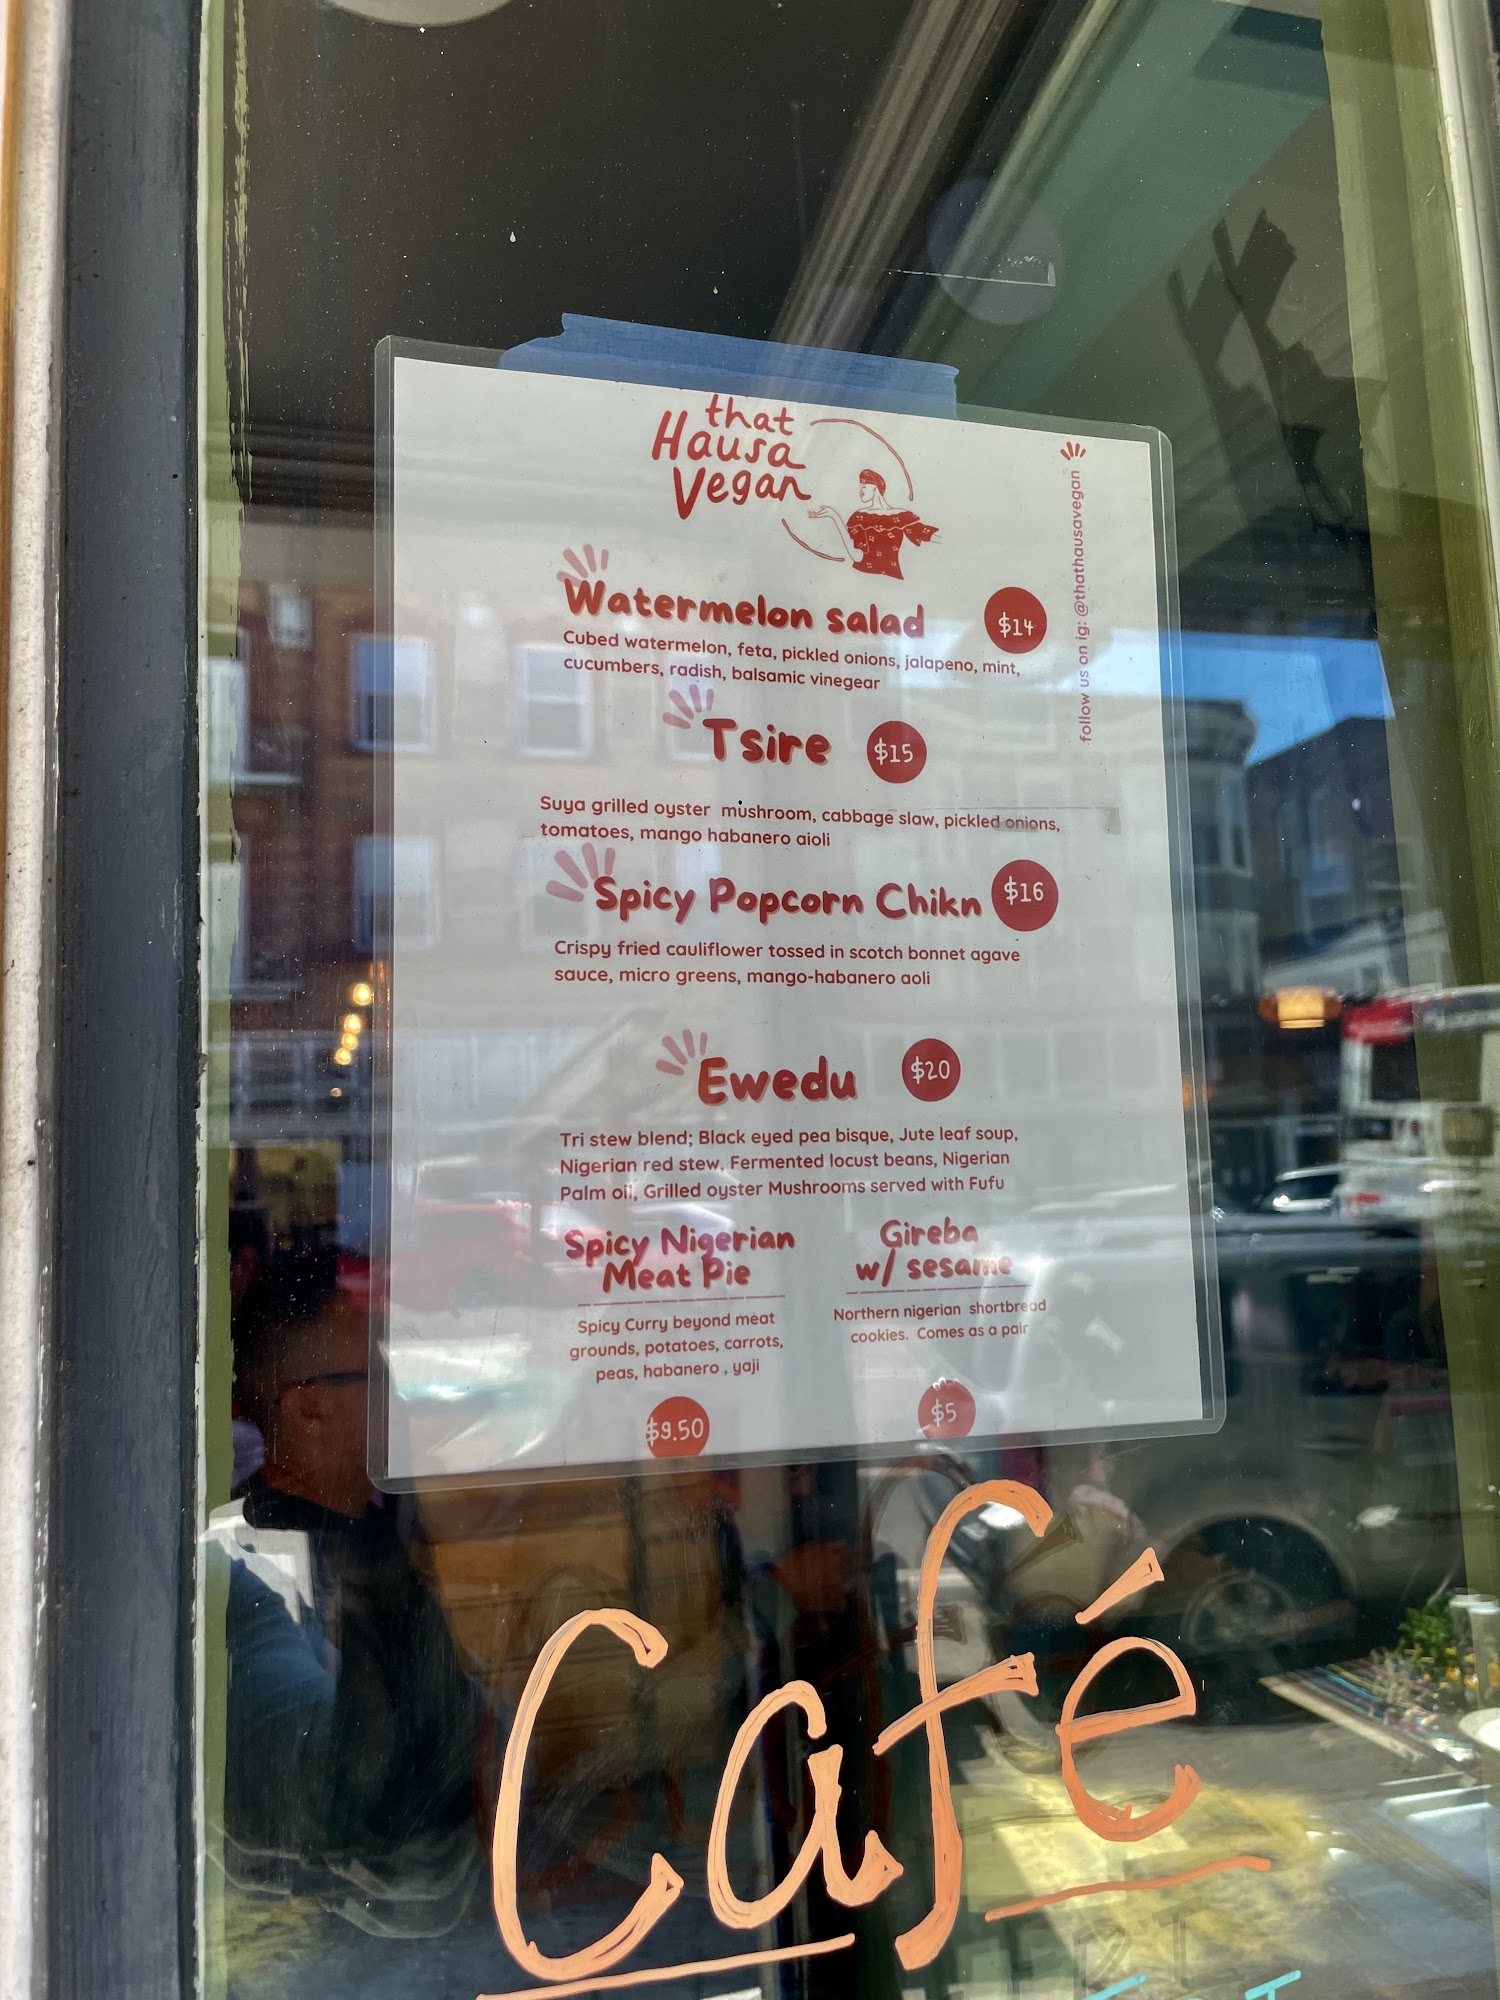 that
Hausa
Vegan
follow us on ig: @thathausavegan
Watermelon salad
$14
Cubed watermelon, feta, pickled onions, jalapeno, mint,
cucumbers, radish, balsamic vinegear
Tsire
$15
Suya grilled oyster mushroom, cabbage slaw, pickled onions,
tomatoes, mango habanero aioli
Spicy Popcorn Chikn
$16
Crispy fried cauliflower tossed in scotch bonnet agave
sauce, micro greens, mango-habanero aoli
Ewedu
$20
Tri stew blend; Black eyed pea bisque, Jute leaf soup,
Nigerian red stew, Fermented locust beans, Nigerian
Palm oil, Grilled oyster Mushrooms served with Fufu
Spicy Nigerian
Meat Pie
Spicy Curry beyond meat
grounds, potatoes, carrots,
peas, habanero , yaji
$9.50
Gireba
w/ sesame
Northern nigerian shortbread
cookies. Comes as a pair
$5
Café